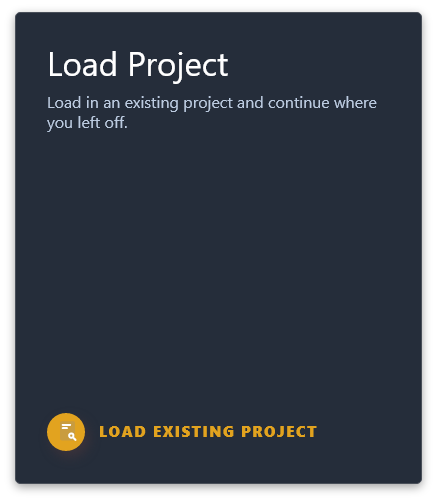 Load Project
Load in an existing project and continue where
you left off.
LOAD EXISTING PROJECT